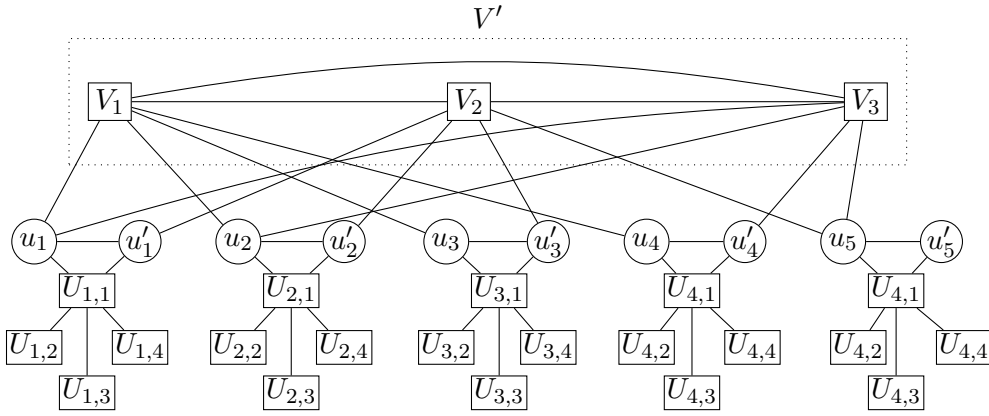 V′
V₁ V₂ V₃
u₁ u′₁ u₂ u′₂ u₃ u′₃ u₄ u′₄ u₅ u′₅
U₁,₁ U₂,₁ U₃,₁ U₄,₁ U₄,₁
U₁,₂ U₁,₄ U₂,₂ U₂,₄ U₃,₂ U₃,₄ U₄,₂ U₄,₄ U₄,₂ U₄,₄
U₁,₃ U₂,₃ U₃,₃ U₄,₃ U₄,₃